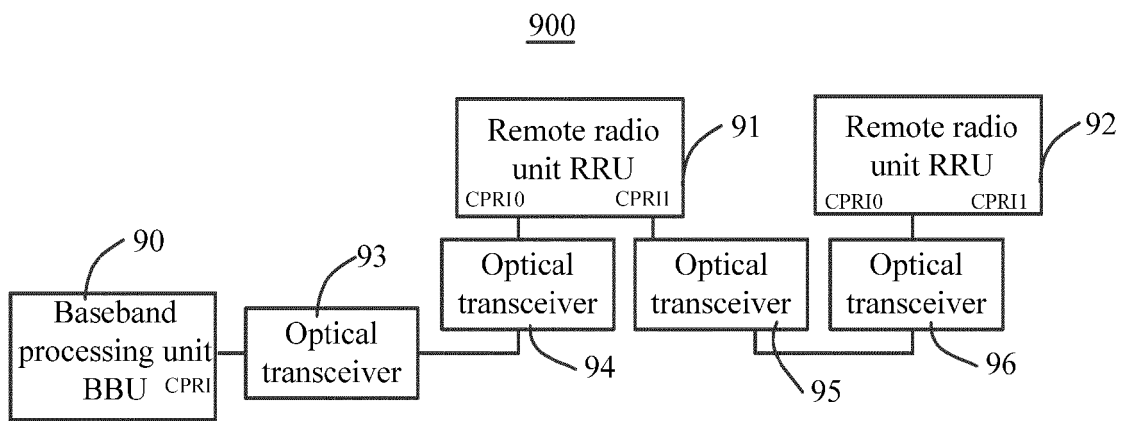 900
Remote radio
unit RRU
CPRI0 CPRI1
91
Remote radio
unit RRU
CPRI0 CPRI1
92
90
Baseband
processing unit
BBU CPRI
93
Optical
transceiver
Optical
transceiver
94
Optical
transceiver
95
Optical
transceiver
96